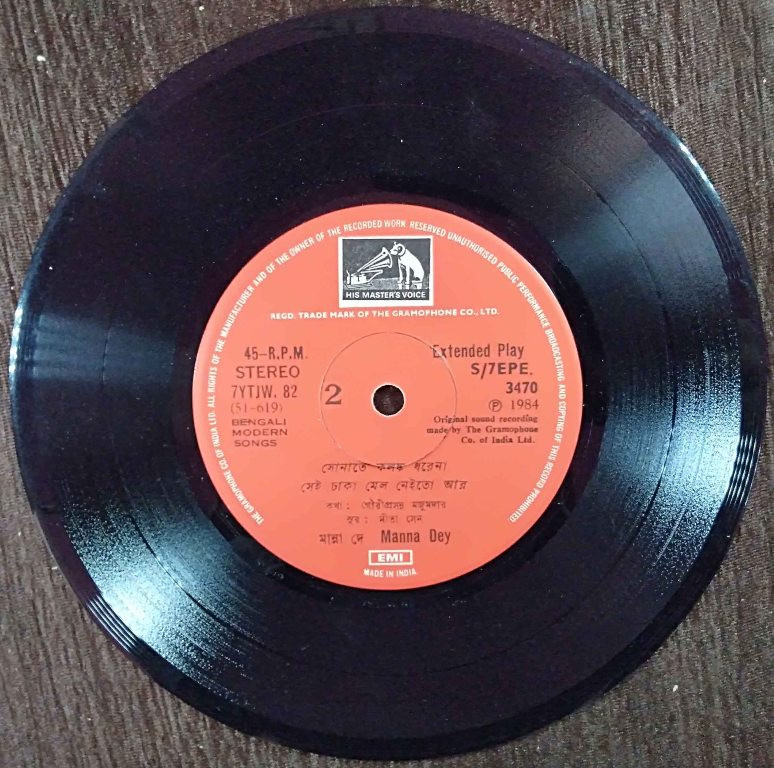 THE GRAMOPHONE CO. OF INDIA LTD. ALL RIGHTS OF THE MANUFACTURER AND OF THE OWNER OF THE RECORDED WORK RESERVED UNAUTHORISED PUBLIC PERFORMANCE BROADCASTING AND COPYING OF THIS RECORD PROHIBITED
HIS MASTER'S VOICE
REGD. TRADE MARK OF THE GRAMOPHONE CO., LTD.
45-R.P.M.
STEREO
7YTJW. 82
(51-619)
BENGALI
MODERN
SONGS
2
Extended Play
S/7EPE.
3470
Ⓟ 1984
Original sound recording
made by The Gramophone
Co. of India Ltd.
সোনাতে কলঙ্ক ধরেনা
সেই ঢাকা মেল নেইতো আর
কথা : গৌরীপ্রসন্ন মজুমদার
সুর : নীতা সেন
মান্না দে Manna Dey
EMI
MADE IN INDIA